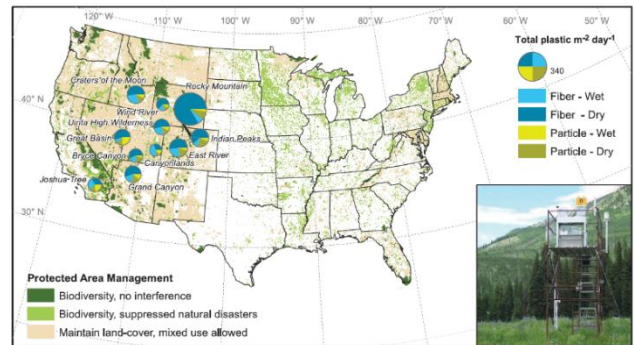 120° W
110° W
100° W
90° W
80° W
70° W
60° W
50° W
Total plastic m-2 day-1
340
Fiber - Wet
Fiber - Dry
Particle - Wet
Particle - Dry
40° N
30° N
Craters of the Moon
Rocky Mountain
Wind River
Uinta High Wilderness
Great Basin
Indian Peaks
Bryce Canyon
East River
Canyonlands
Joshua Tree
Grand Canyon
Protected Area Management
Biodiversity, no interference
Biodiversity, suppressed natural disasters
Maintain land-cover, mixed use allowed